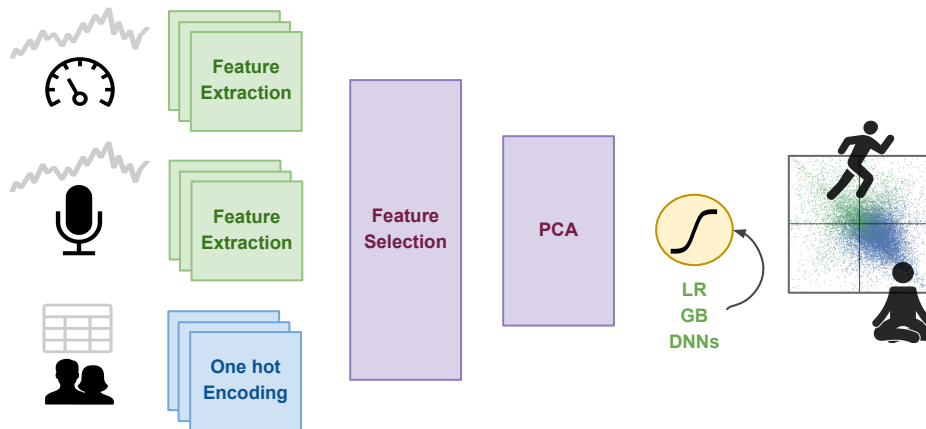 Feature
Extraction
Feature
Extraction
One hot
Encoding
Feature
Selection
PCA
LR
GB
DNNs